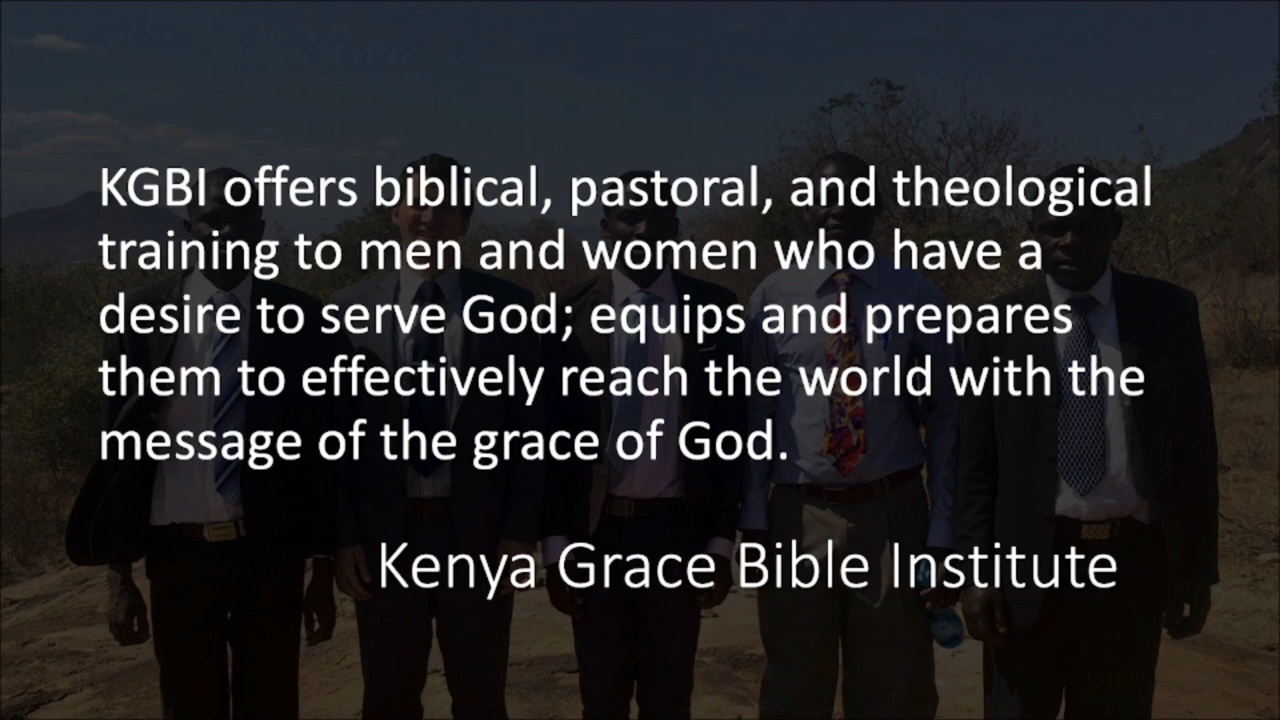 KGBI offers biblical, pastoral, and theological
training to men and women who have a
desire to serve God; equips and prepares
them to effectively reach the world with the
message of the grace of God.
Kenya Grace Bible Institute